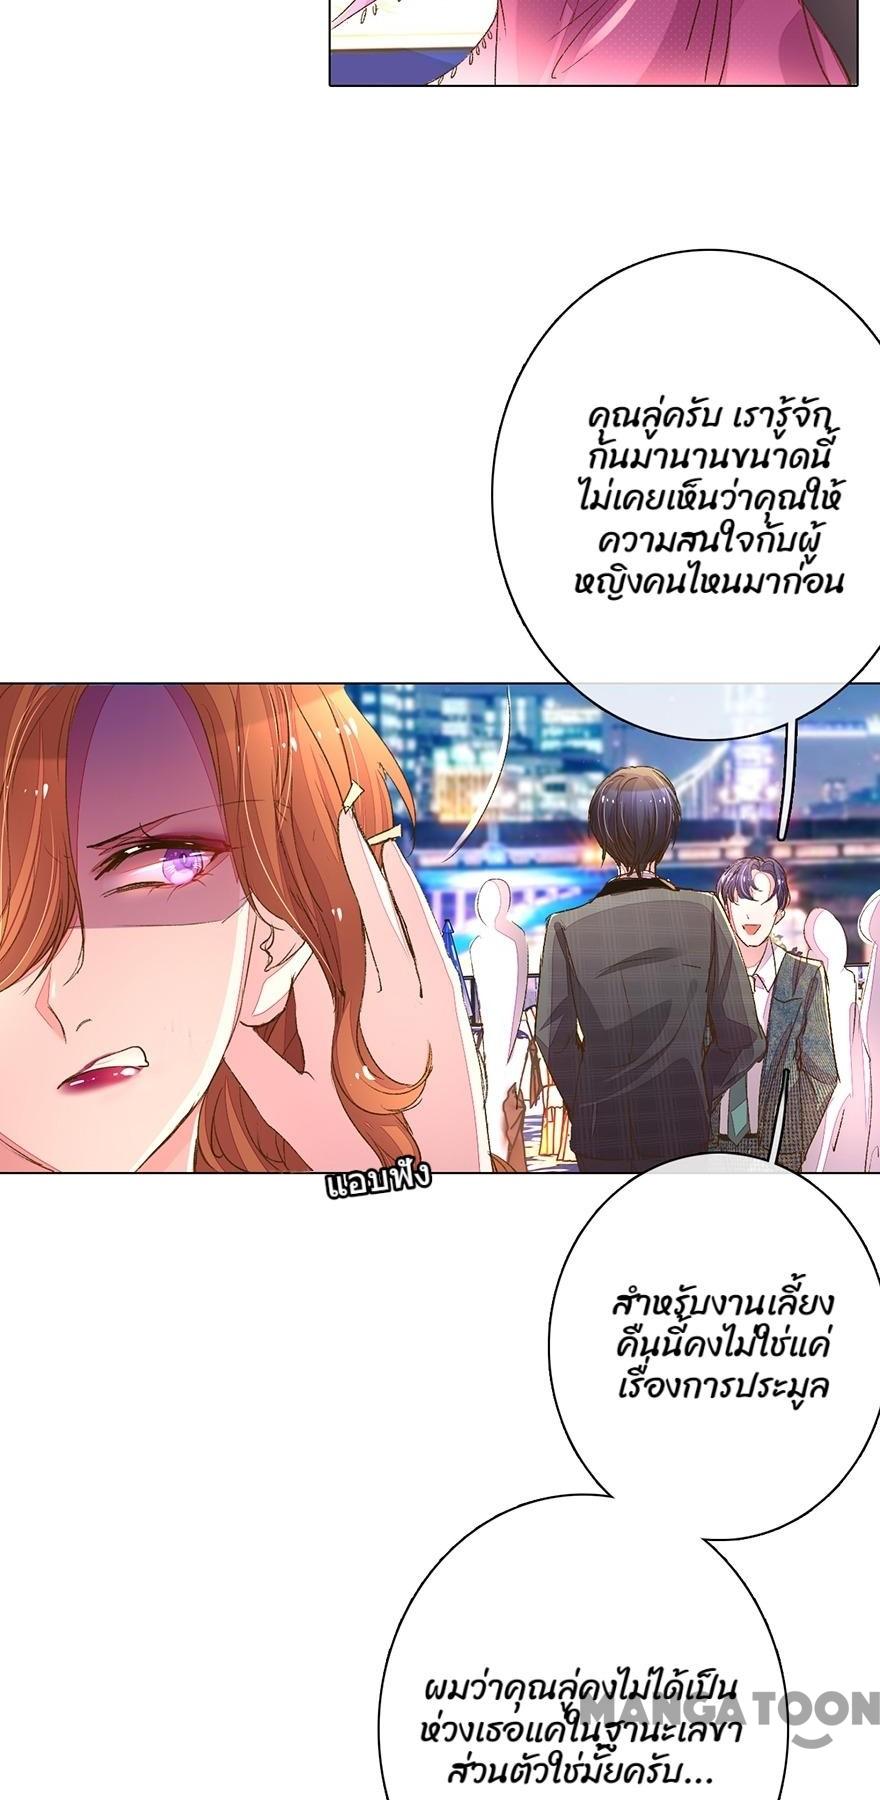 คุณลู่ครับ เรารู้จัก
กันมานานขนาดนี้
ไม่เคยเห็นว่าคุณให้
ความสนใจกับผู้
หญิงคนไหนมาก่อน
แอบฟัง
สำหรับงานเลี้ยง
คืนนี้คงไม่ใช่แค่
เรื่องการประมูล
ผมว่าคุณลู่คงไม่ได้เป็น
ห่วงเธอแค่ในฐานะเลขา
ส่วนตัวใช่มั้ยครับ...
MANGATOON